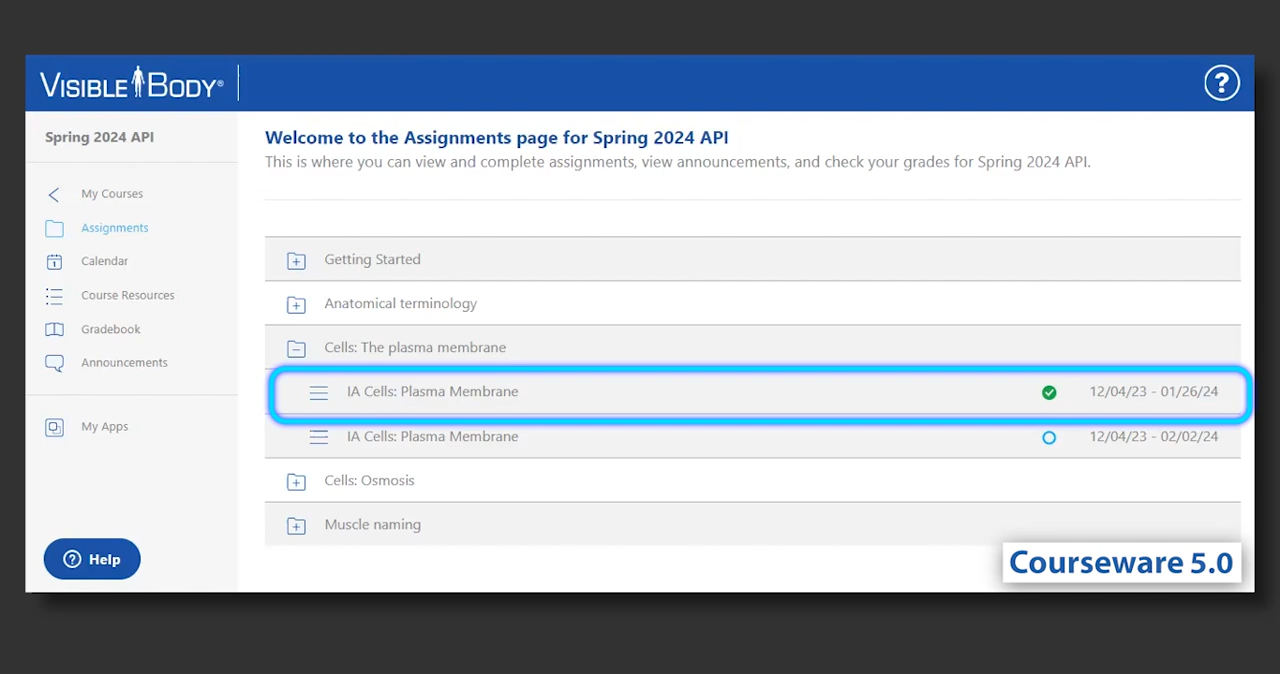 VISIBLE BODY®
?
Spring 2024 API
Welcome to the Assignments page for Spring 2024 API
This is where you can view and complete assignments, view announcements, and check your grades for Spring 2024 API.
My Courses
Assignments
Calendar
Course Resources
Gradebook
Announcements
My Apps
Getting Started
Anatomical terminology
Cells: The plasma membrane
IA Cells: Plasma Membrane 12/04/23 - 01/26/24
IA Cells: Plasma Membrane 12/04/23 - 02/02/24
Cells: Osmosis
Muscle naming
? Help
Courseware 5.0